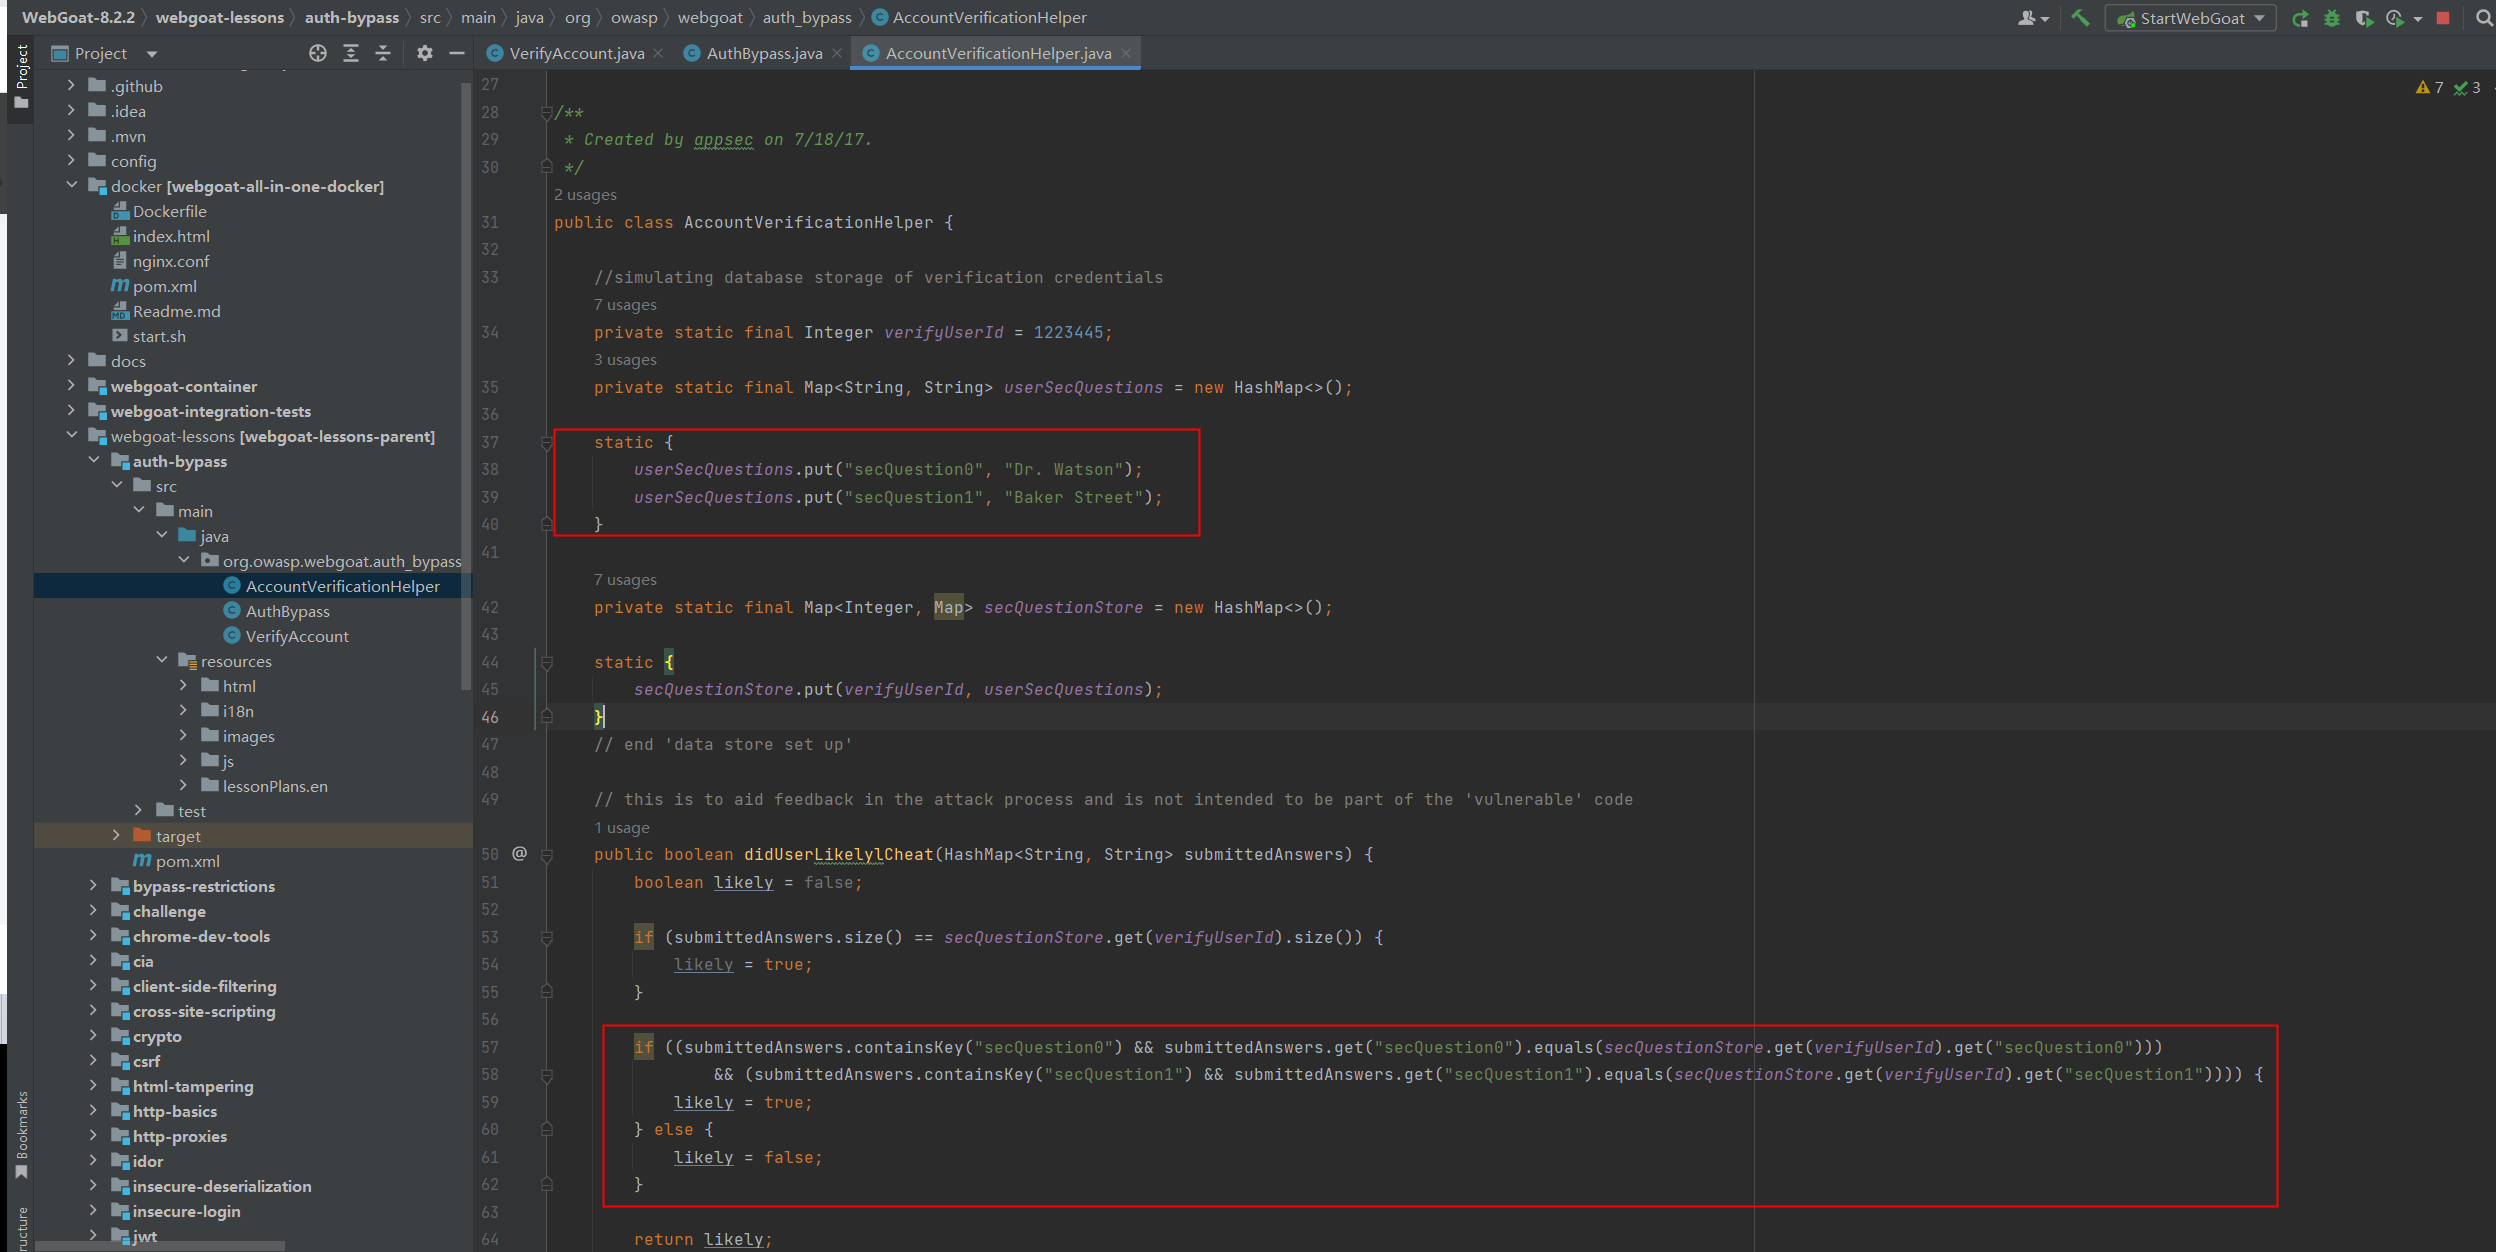 WebGoat-8.2.2 〉 webgoat-lessons 〉 auth-bypass 〉 src 〉 main 〉 java 〉 org 〉 owasp 〉 webgoat 〉 auth_bypass 〉 AccountVerificationHelper
StartWebGoat
Project
Project
VerifyAccount.java
AuthBypass.java
AccountVerificationHelper.java
.github
.idea
.mvn
config
docker [webgoat-all-in-one-docker]
Dockerfile
index.html
nginx.conf
pom.xml
Readme.md
start.sh
docs
webgoat-container
webgoat-integration-tests
webgoat-lessons [webgoat-lessons-parent]
auth-bypass
src
main
java
org.owasp.webgoat.auth_bypass
AccountVerificationHelper
AuthBypass
VerifyAccount
resources
html
i18n
images
js
lessonPlans.en
test
target
pom.xml
bypass-restrictions
challenge
chrome-dev-tools
cia
client-side-filtering
cross-site-scripting
crypto
csrf
html-tampering
http-basics
http-proxies
idor
insecure-deserialization
insecure-login
jwt
Bookmarks
ructure
7 3
27
28 /**
29 * Created by appsec on 7/18/17.
30 */
2 usages
31 public class AccountVerificationHelper {
32
33 //simulating database storage of verification credentials
7 usages
34 private static final Integer verifyUserId = 1223445;
3 usages
35 private static final Map<String, String> userSecQuestions = new HashMap<>();
36
37 static {
38 userSecQuestions.put("secQuestion0", "Dr. Watson");
39 userSecQuestions.put("secQuestion1", "Baker Street");
40 }
41
7 usages
42 private static final Map<Integer, Map> secQuestionStore = new HashMap<>();
43
44 static {
45 secQuestionStore.put(verifyUserId, userSecQuestions);
46 }
47 // end 'data store set up'
48
49 // this is to aid feedback in the attack process and is not intended to be part of the 'vulnerable' code
1 usage
50 @ public boolean didUserLikelylCheat(HashMap<String, String> submittedAnswers) {
51 boolean likely = false;
52
53 if (submittedAnswers.size() == secQuestionStore.get(verifyUserId).size()) {
54 likely = true;
55 }
56
57 if ((submittedAnswers.containsKey("secQuestion0") && submittedAnswers.get("secQuestion0").equals(secQuestionStore.get(verifyUserId).get("secQuestion0")))
58 && (submittedAnswers.containsKey("secQuestion1") && submittedAnswers.get("secQuestion1").equals(secQuestionStore.get(verifyUserId).get("secQuestion1")))) {
59 likely = true;
60 } else {
61 likely = false;
62 }
63
64 return likely;